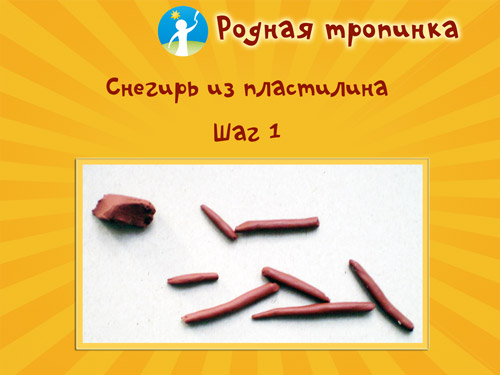 Родная тропинка
Снегирь из пластилина
Шаг 1